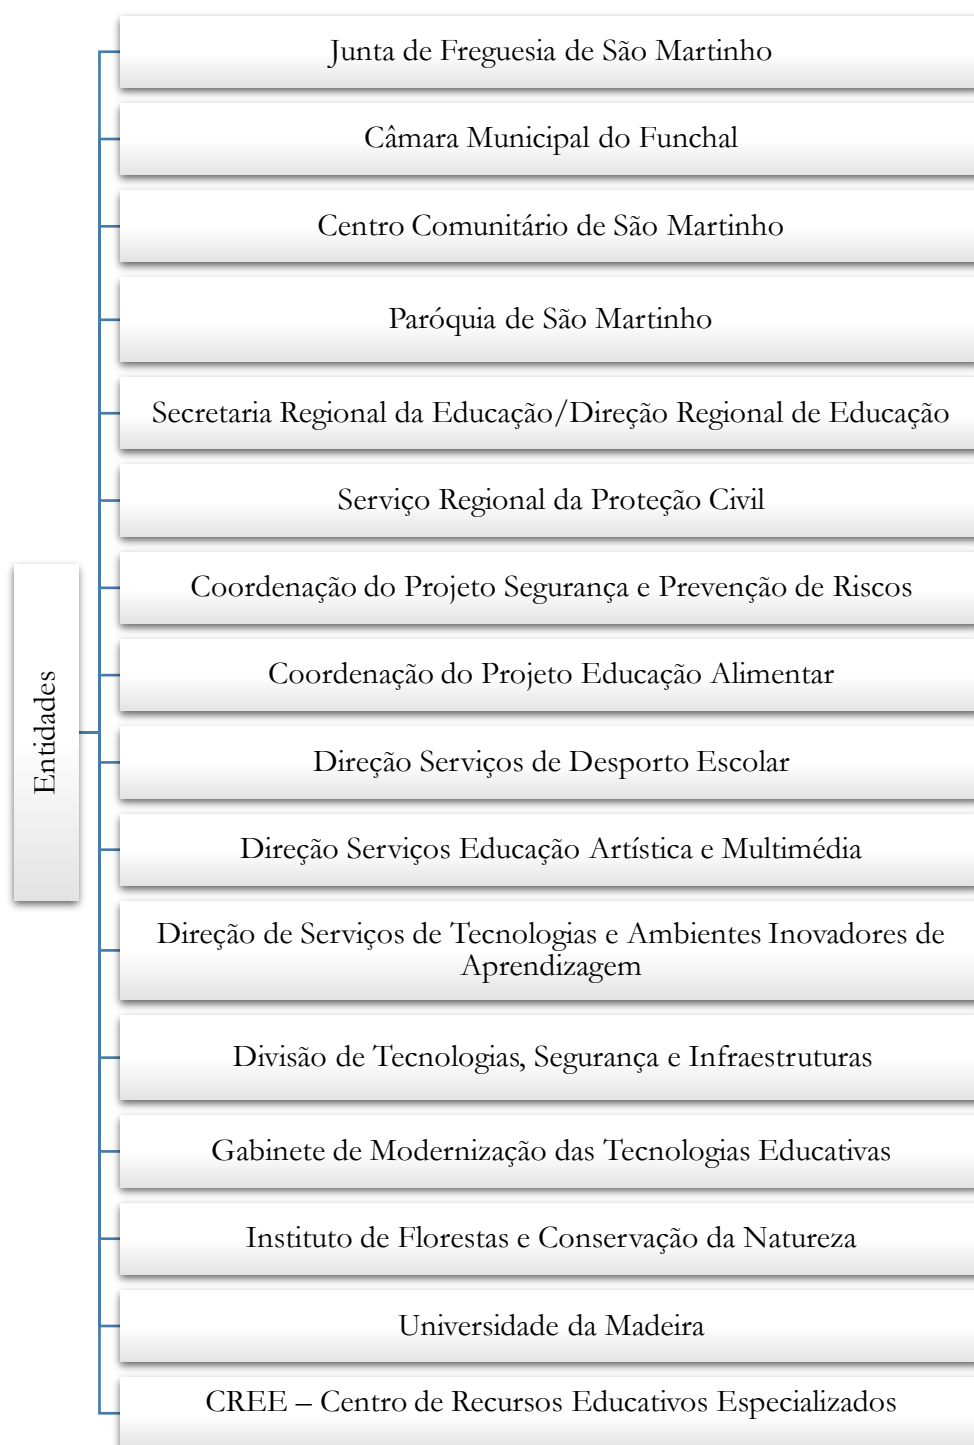 Junta de Freguesia de São Martinho
Câmara Municipal do Funchal
Centro Comunitário de São Martinho
Paróquia de São Martinho
Secretaria Regional da Educação/Direção Regional de Educação
Serviço Regional da Proteção Civil
Coordenação do Projeto Segurança e Prevenção de Riscos
Coordenação do Projeto Educação Alimentar
Entidades
Direção Serviços de Desporto Escolar
Direção Serviços Educação Artística e Multimédia
Direção de Serviços de Tecnologias e Ambientes Inovadores de
Aprendizagem
Divisão de Tecnologias, Segurança e Infraestruturas
Gabinete de Modernização das Tecnologias Educativas
Instituto de Florestas e Conservação da Natureza
Universidade da Madeira
CREE – Centro de Recursos Educativos Especializados